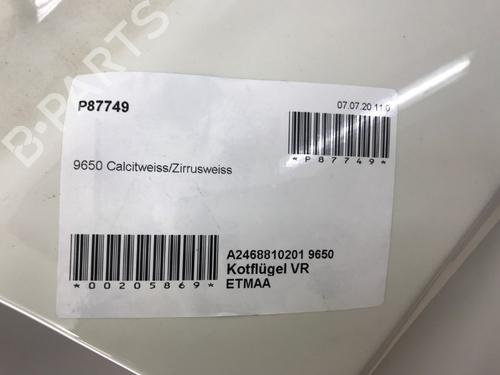 B-PARTS
P87749
07.07.20 11:0
*P87749*
9650 Calcitweiss/Zirrusweiss
A2468810201 9650
Kotflügel VR
ETMAA
*00205869*